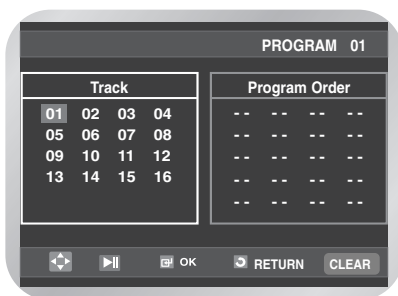 PROGRAM 01
Track
01 02 03 04
05 06 07 08
09 10 11 12
13 14 15 16
Program Order
-- -- -- --
-- -- -- --
-- -- -- --
-- -- -- --
-- -- -- --
OK RETURN CLEAR